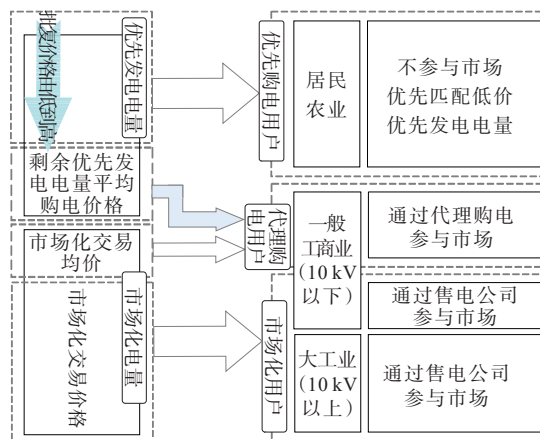 批复价格由低到高
优先发电电量
优先购电用户
居民
农业
不参与市场
优先匹配低价
优先发电电量
剩余优先发
电电量平均
购电价格
代理购
电用户
一般
工商业
(10 kV
以下)
通过代理购电
参与市场
市场化交易
均价
市场化电量
市场化交易价格
市场化用户
通过售电公司
参与市场
大工业
(10 kV
以上)
通过售电公司
参与市场